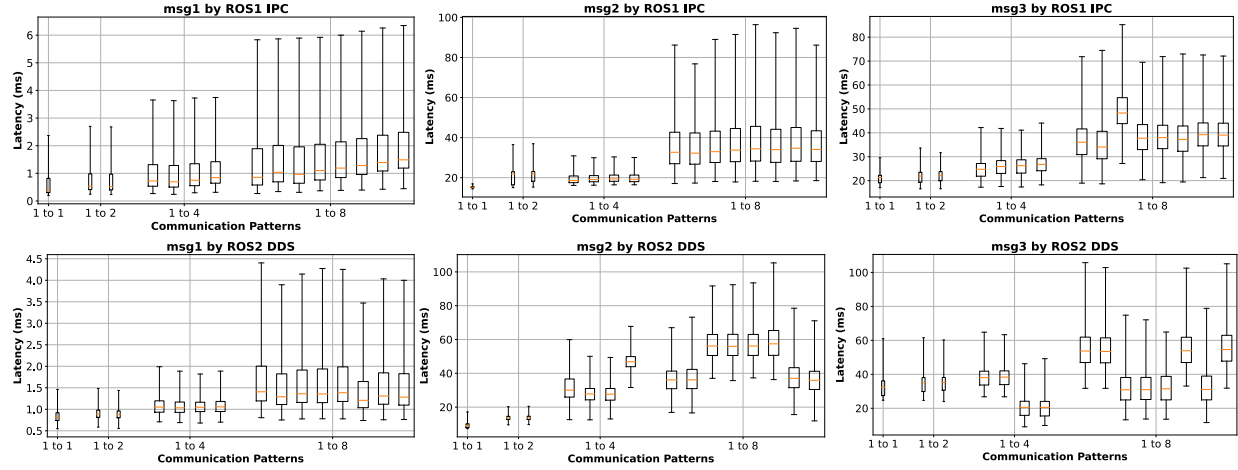 msg1 by ROS1 IPC
Latency (ms)
6
5
4
3
2
1
0
1 to 1
1 to 2
1 to 4
1 to 8
Communication Patterns
msg2 by ROS1 IPC
Latency (ms)
100
80
60
40
20
1 to 1
1 to 2
1 to 4
1 to 8
Communication Patterns
msg3 by ROS1 IPC
Latency (ms)
80
70
60
50
40
30
20
1 to 1
1 to 2
1 to 4
1 to 8
Communication Patterns
msg1 by ROS2 DDS
Latency (ms)
4.5
4.0
3.5
3.0
2.5
2.0
1.5
1.0
0.5
1 to 1
1 to 2
1 to 4
1 to 8
Communication Patterns
msg2 by ROS2 DDS
Latency (ms)
100
80
60
40
20
1 to 1
1 to 2
1 to 4
1 to 8
Communication Patterns
msg3 by ROS2 DDS
Latency (ms)
100
80
60
40
20
1 to 1
1 to 2
1 to 4
1 to 8
Communication Patterns